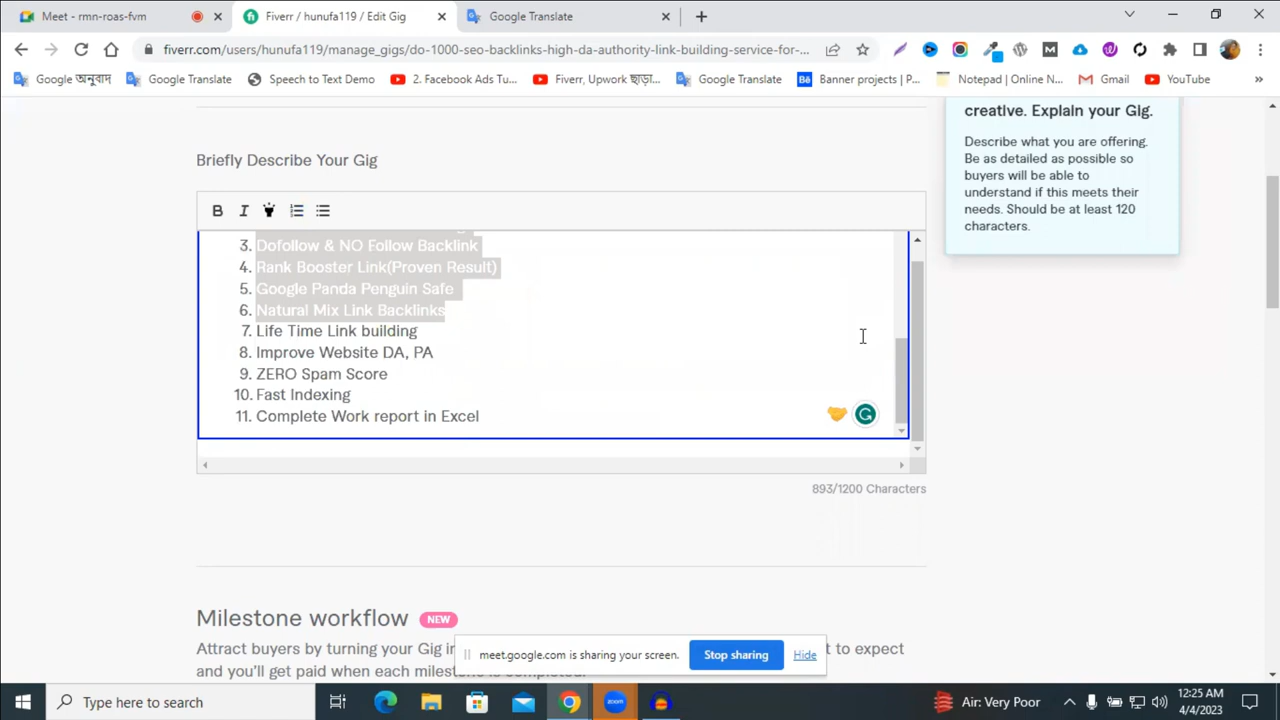 Meet - rmn-roas-fvm
Fiverr / hunufa119 / Edit Gig
Google Translate
fiverr.com/users/hunufa119/manage_gigs/do-1000-seo-backlinks-high-da-authority-link-building-service-for-...
Google অনুবাদ
Google Translate
Speech to Text Demo
2. Facebook Ads Tu...
Fiverr, Upwork ছাড়া...
Google Translate
Banner projects | P...
Notepad | Online N...
Gmail
YouTube
creative. Explain your Gig.
Describe what you are offering.
Be as detailed as possible so
buyers will be able to
understand if this meets their
needs. Should be at least 120
characters.
Briefly Describe Your Gig
3. Dofollow & NO Follow Backlink
4. Rank Booster Link(Proven Result)
5. Google Panda Penguin Safe
6. Natural Mix Link Backlinks
7. Life Time Link building
8. Improve Website DA, PA
9. ZERO Spam Score
10. Fast Indexing
11. Complete Work report in Excel
893/1200 Characters
Milestone workflow NEW
Attract buyers by turning your Gig in
t to expect
and you'll get paid when each milestone is completed.
meet.google.com is sharing your screen.
Stop sharing
Hide
Type here to search
Air: Very Poor
12:25 AM
4/4/2023